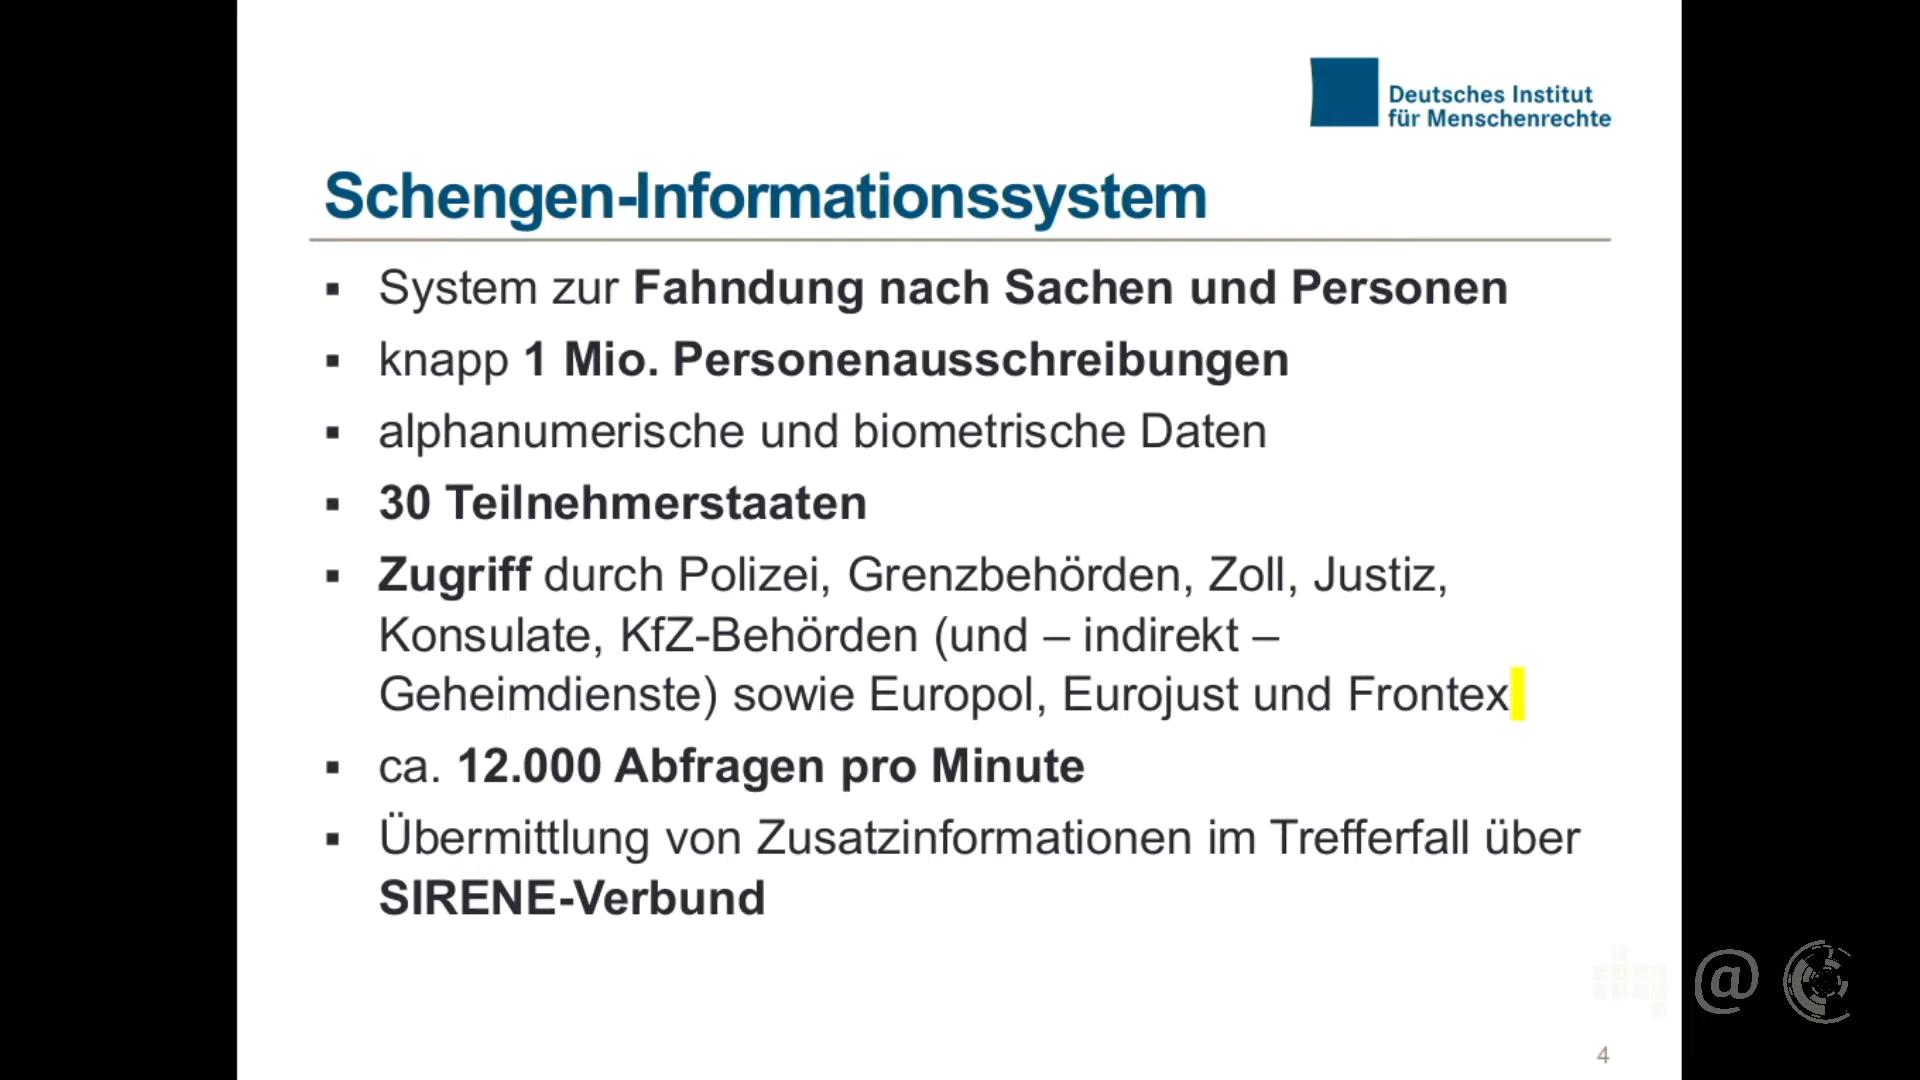 Deutsches Institut
für Menschenrechte
Schengen-Informationssystem
▪ System zur Fahndung nach Sachen und Personen
▪ knapp 1 Mio. Personenausschreibungen
▪ alphanumerische und biometrische Daten
▪ 30 Teilnehmerstaaten
▪ Zugriff durch Polizei, Grenzbehörden, Zoll, Justiz,
Konsulate, KfZ-Behörden (und – indirekt –
Geheimdienste) sowie Europol, Eurojust und Frontex
▪ ca. 12.000 Abfragen pro Minute
▪ Übermittlung von Zusatzinformationen im Trefferfall über
SIRENE-Verbund
@
4